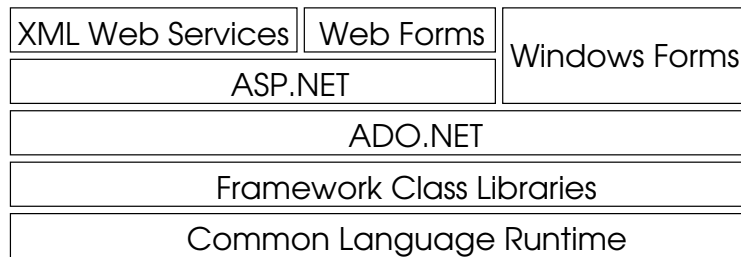 XML Web Services
Web Forms
Windows Forms
ASP.NET
ADO.NET
Framework Class Libraries
Common Language Runtime